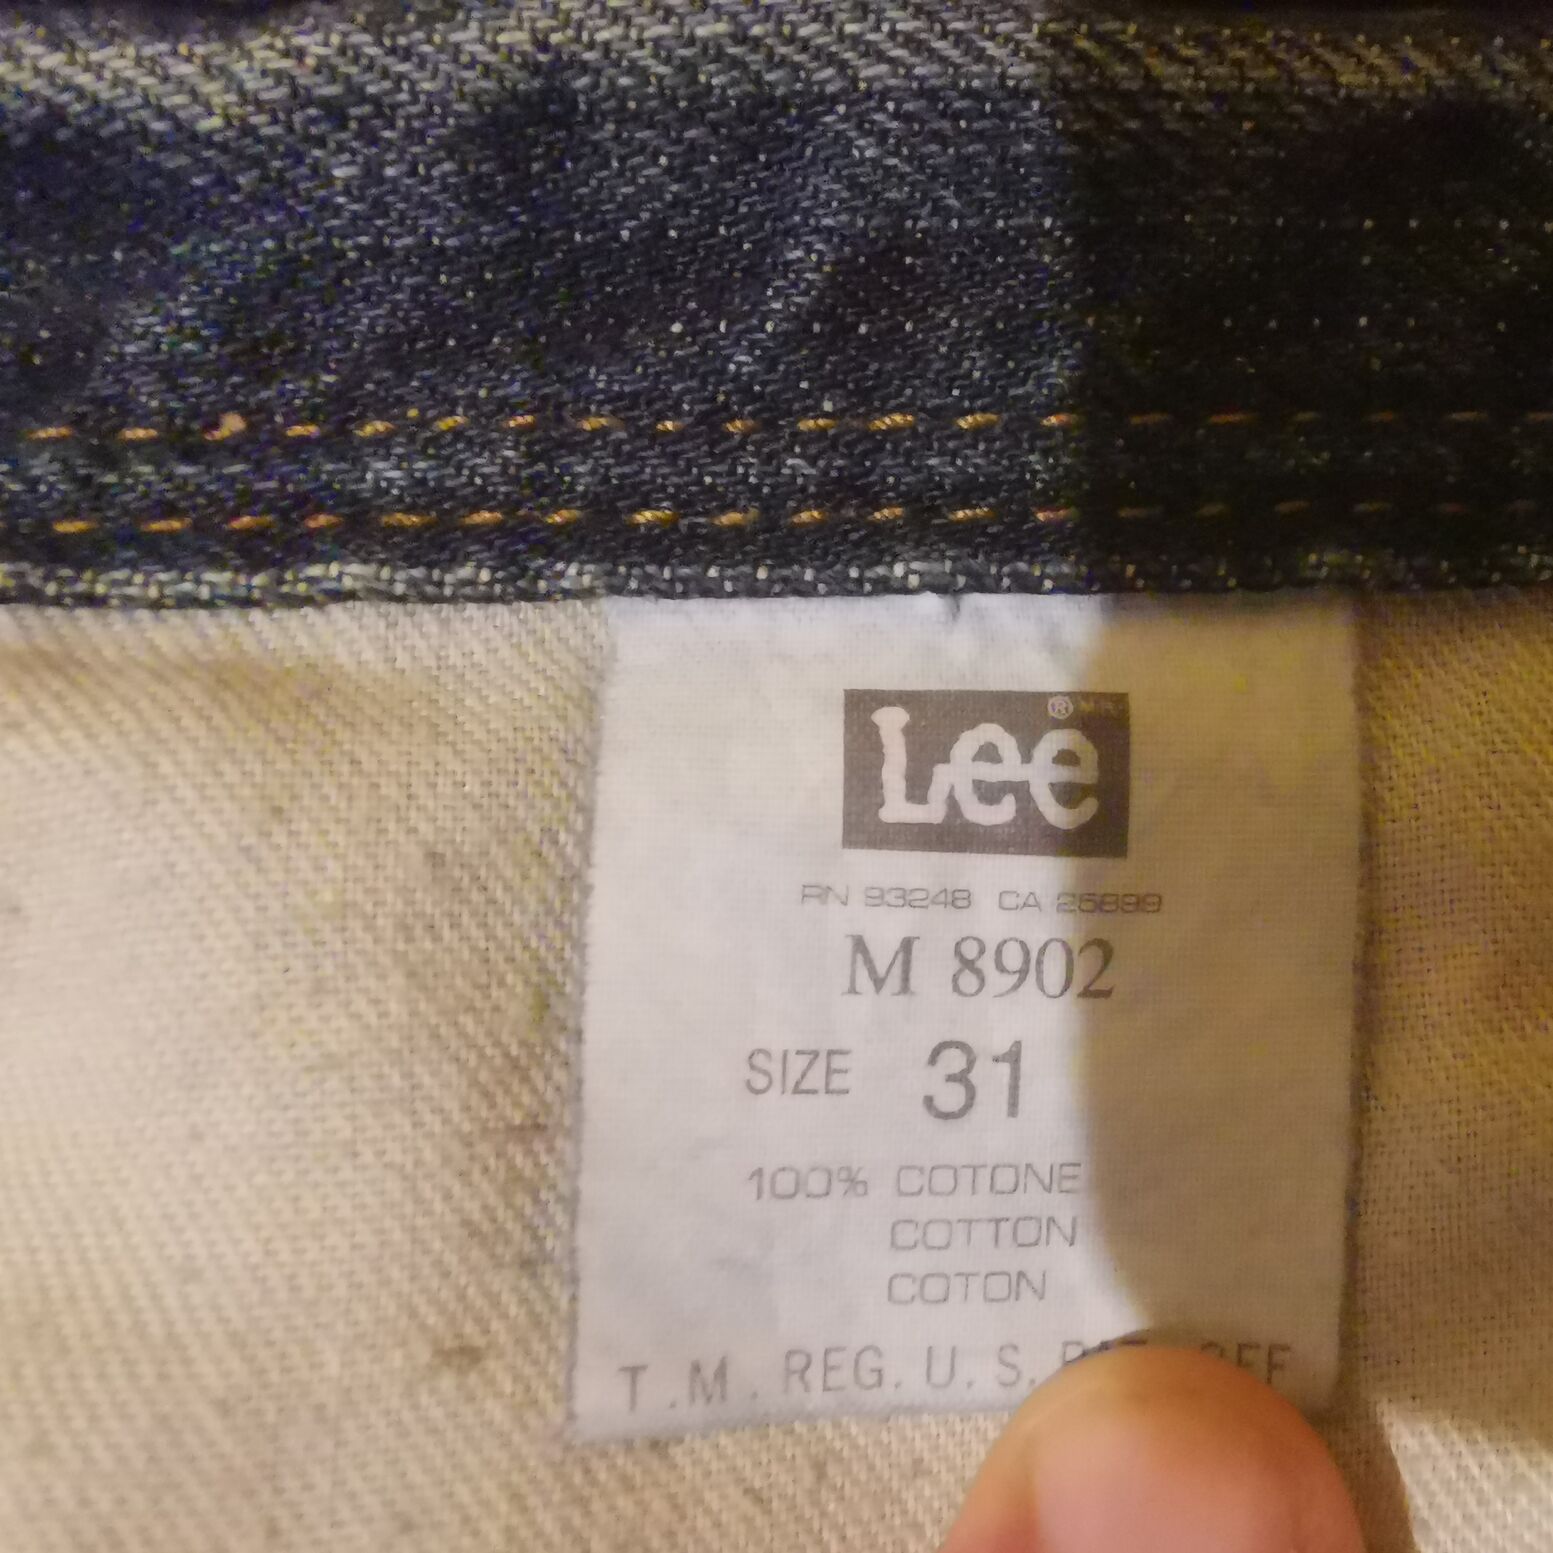 Lee
®
RN 93248 CA 25899
M 8902
SIZE 31
100% COTONE
COTTON
COTON
T.M. REG. U.S.